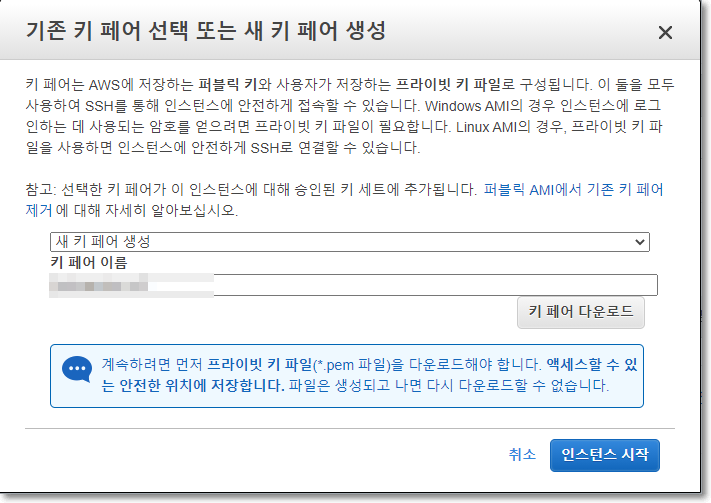 기존 키 페어 선택 또는 새 키 페어 생성
키 페어는 AWS에 저장하는 퍼블릭 키와 사용자가 저장하는 프라이빗 키 파일로 구성됩니다. 이 둘을 모두
사용하여 SSH를 통해 인스턴스에 안전하게 접속할 수 있습니다. Windows AMI의 경우 인스턴스에 로그
인하는 데 사용되는 암호를 얻으려면 프라이빗 키 파일이 필요합니다. Linux AMI의 경우, 프라이빗 키 파
일을 사용하면 인스턴스에 안전하게 SSH로 연결할 수 있습니다.
참고: 선택한 키 페어가 이 인스턴스에 대해 승인된 키 세트에 추가됩니다. 퍼블릭 AMI에서 기존 키 페어
제거에 대해 자세히 알아보십시오.
새 키 페어 생성
키 페어 이름
키 페어 다운로드
계속하려면 먼저 프라이빗 키 파일(*.pem 파일)을 다운로드해야 합니다. 액세스할 수 있
는 안전한 위치에 저장합니다. 파일은 생성되고 나면 다시 다운로드할 수 없습니다.
취소
인스턴스 시작